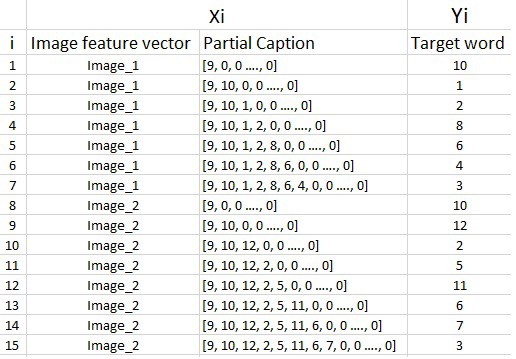 Xi Yi
i Image feature vector Partial Caption Target word
1 Image_1 [9, 0, 0 ...., 0] 10
2 Image_1 [9, 10, 0, 0 ...., 0] 1
3 Image_1 [9, 10, 1, 0, 0 ...., 0] 2
4 Image_1 [9, 10, 1, 2, 0, 0 ...., 0] 8
5 Image_1 [9, 10, 1, 2, 8, 0, 0 ...., 0] 6
6 Image_1 [9, 10, 1, 2, 8, 6, 0, 0 ...., 0] 4
7 Image_1 [9, 10, 1, 2, 8, 6, 4, 0, 0 ...., 0] 3
8 Image_2 [9, 0, 0 ...., 0] 10
9 Image_2 [9, 10, 0, 0 ...., 0] 12
10 Image_2 [9, 10, 12, 0, 0 ...., 0] 2
11 Image_2 [9, 10, 12, 2, 0, 0 ...., 0] 5
12 Image_2 [9, 10, 12, 2, 5, 0, 0 ...., 0] 11
13 Image_2 [9, 10, 12, 2, 5, 11, 0, 0 ...., 0] 6
14 Image_2 [9, 10, 12, 2, 5, 11, 6, 0, 0 ...., 0] 7
15 Image_2 [9, 10, 12, 2, 5, 11, 6, 7, 0, 0 ...., 0] 3